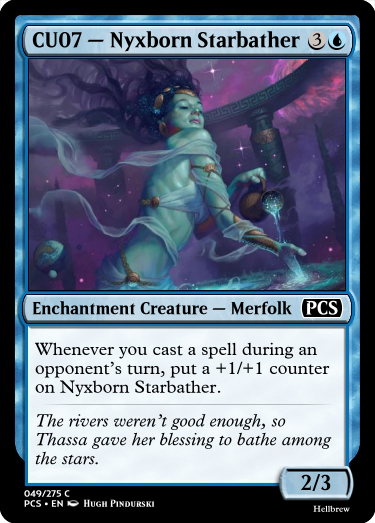 CU07 — Nyxborn Starbather 3
Enchantment Creature — Merfolk PCS
Whenever you cast a spell during an
opponent's turn, put a +1/+1 counter
on Nyxborn Starbather.
The rivers weren't good enough, so
Thassa gave her blessing to bathe among
the stars.
2/3
049/275 C
PCS • EN Hugh Pindurski
Hellbrew